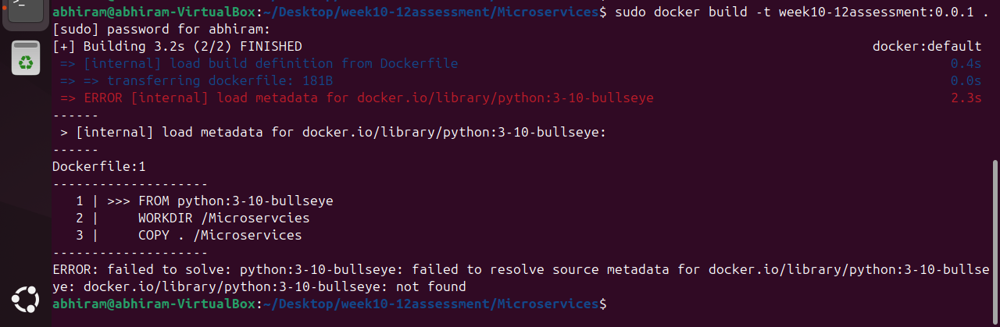 abhiram@abhiram-VirtualBox:~/Desktop/week10-12assessment/Microservices$ sudo docker build -t week10-12assessment:0.0.1 .
[sudo] password for abhiram:
[+] Building 3.2s (2/2) FINISHED docker:default
=> [internal] load build definition from Dockerfile 0.4s
=> => transferring dockerfile: 181B 0.0s
=> ERROR [internal] load metadata for docker.io/library/python:3-10-bullseye 2.3s
------
> [internal] load metadata for docker.io/library/python:3-10-bullseye:
------
Dockerfile:1
--------------------
1 | >>> FROM python:3-10-bullseye
2 | WORKDIR /Microservcies
3 | COPY . /Microservices
--------------------
ERROR: failed to solve: python:3-10-bullseye: failed to resolve source metadata for docker.io/library/python:3-10-bullse
ye: docker.io/library/python:3-10-bullseye: not found
abhiram@abhiram-VirtualBox:~/Desktop/week10-12assessment/Microservices$